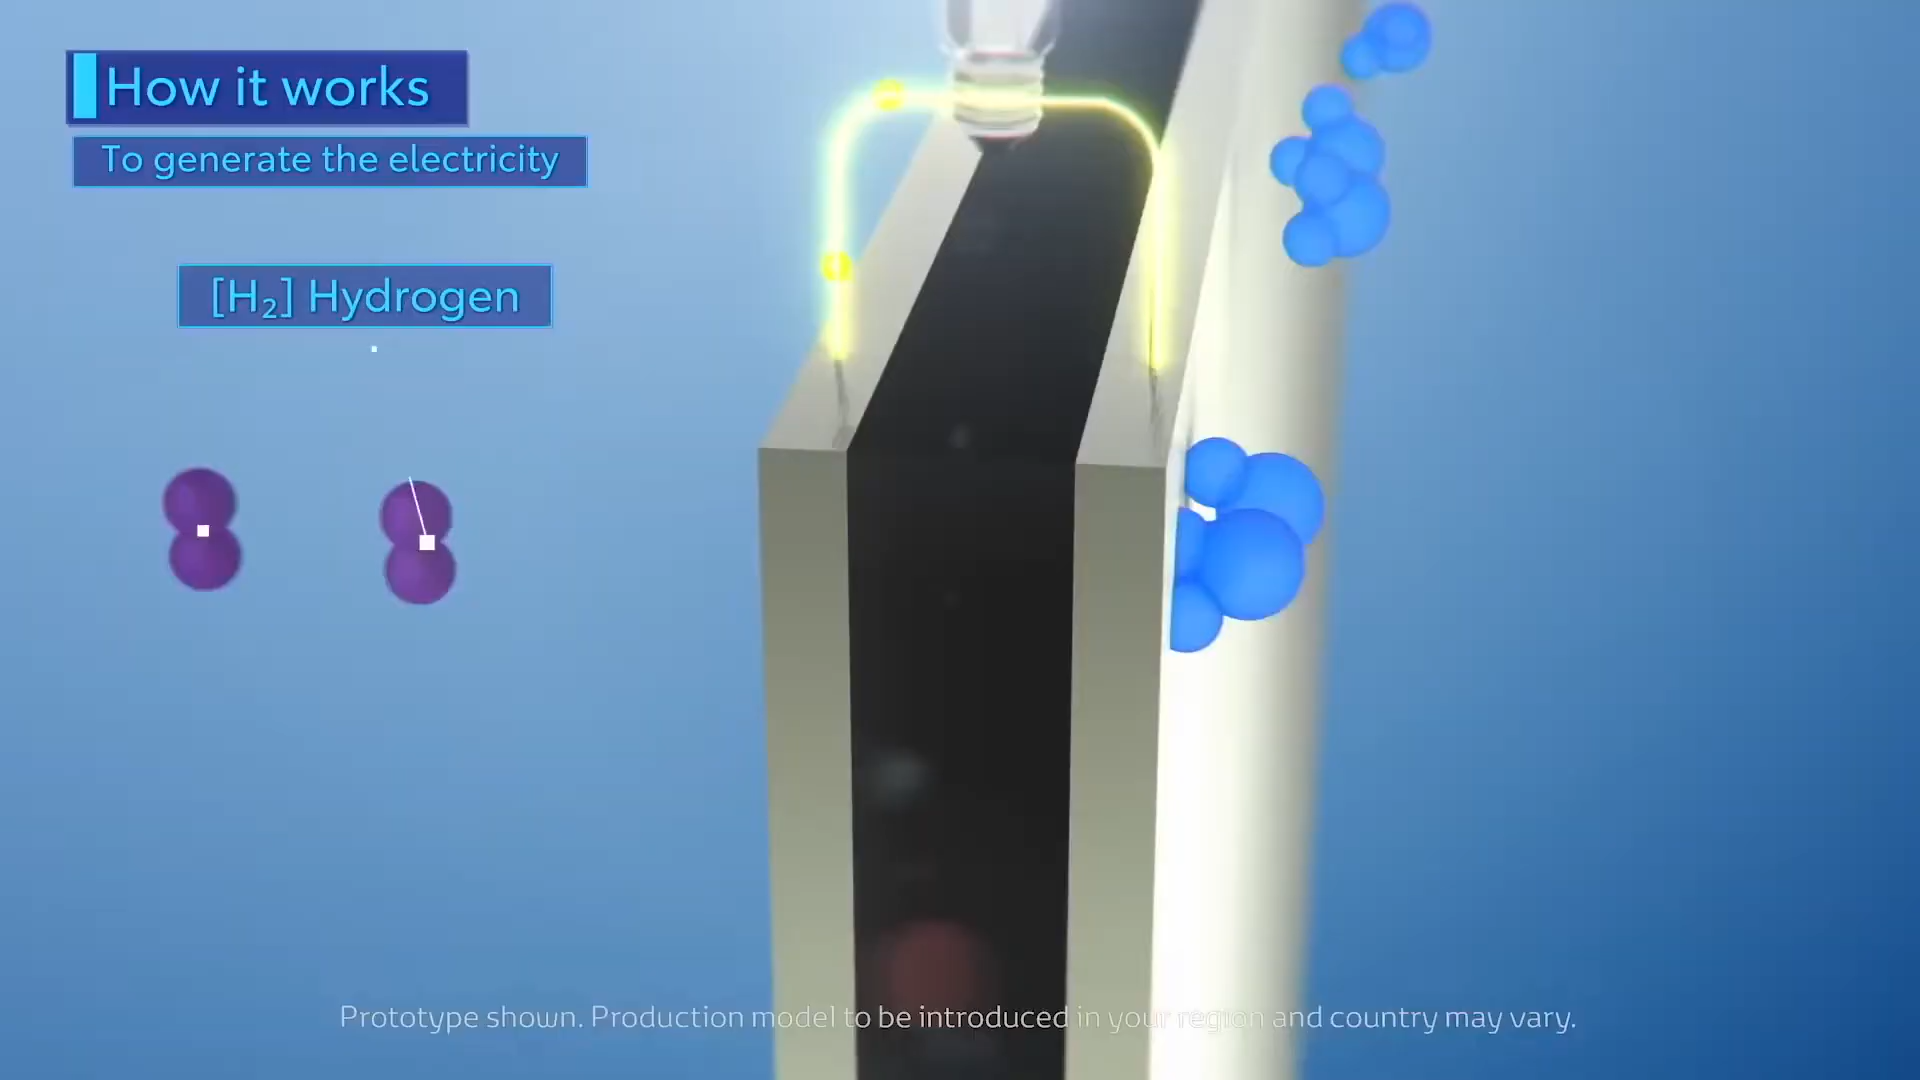 How it works
To generate the electricity
[H₂] Hydrogen
Prototype shown. Production model to be introduced in your region and country may vary.